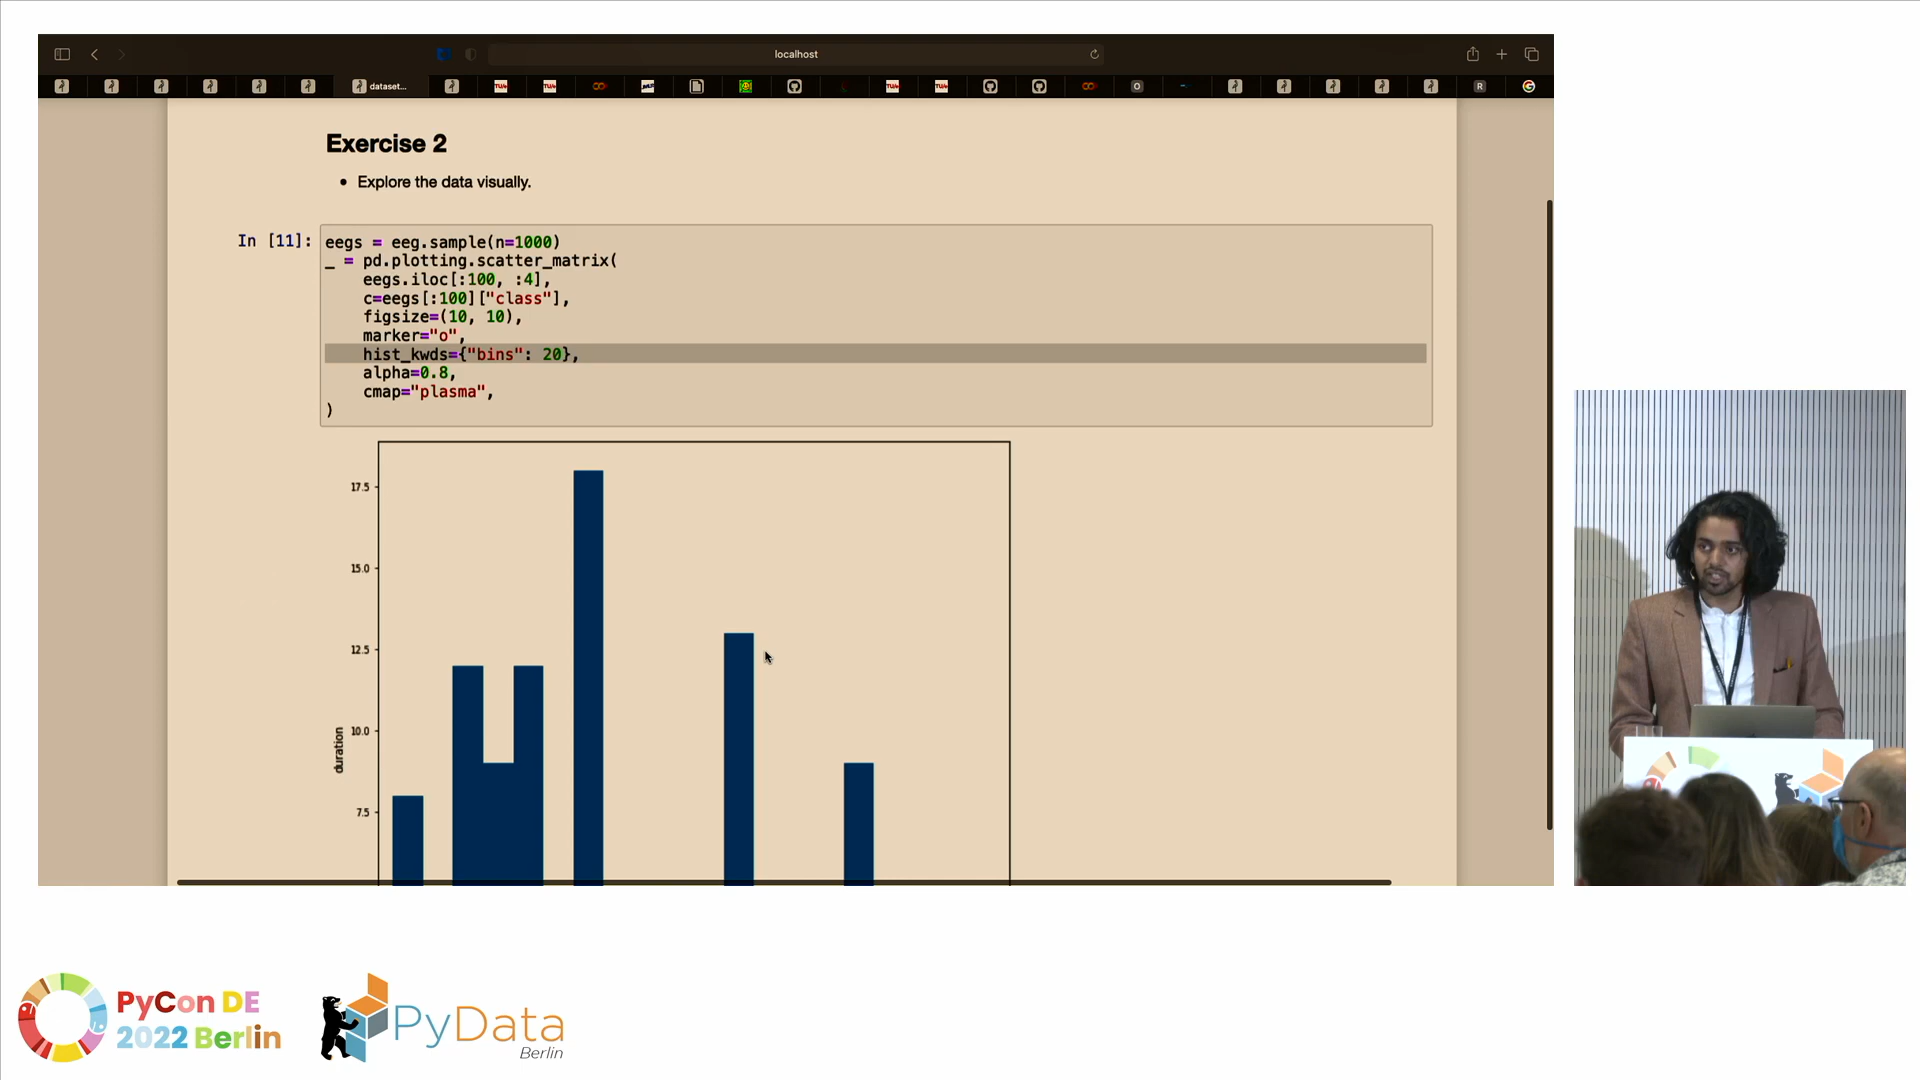 localhost
dataset...
Exercise 2
• Explore the data visually.
In [11]:
eegs = eeg.sample(n=1000)
_ = pd.plotting.scatter_matrix(
eegs.iloc[:100, :4],
c=eegs[:100]["class"],
figsize=(10, 10),
marker="o",
hist_kwds={"bins": 20},
alpha=0.8,
cmap="plasma",
)
17.5
15.0
12.5
10.0
7.5
duration
PyCon DE
2022 Berlin
PyData
Berlin